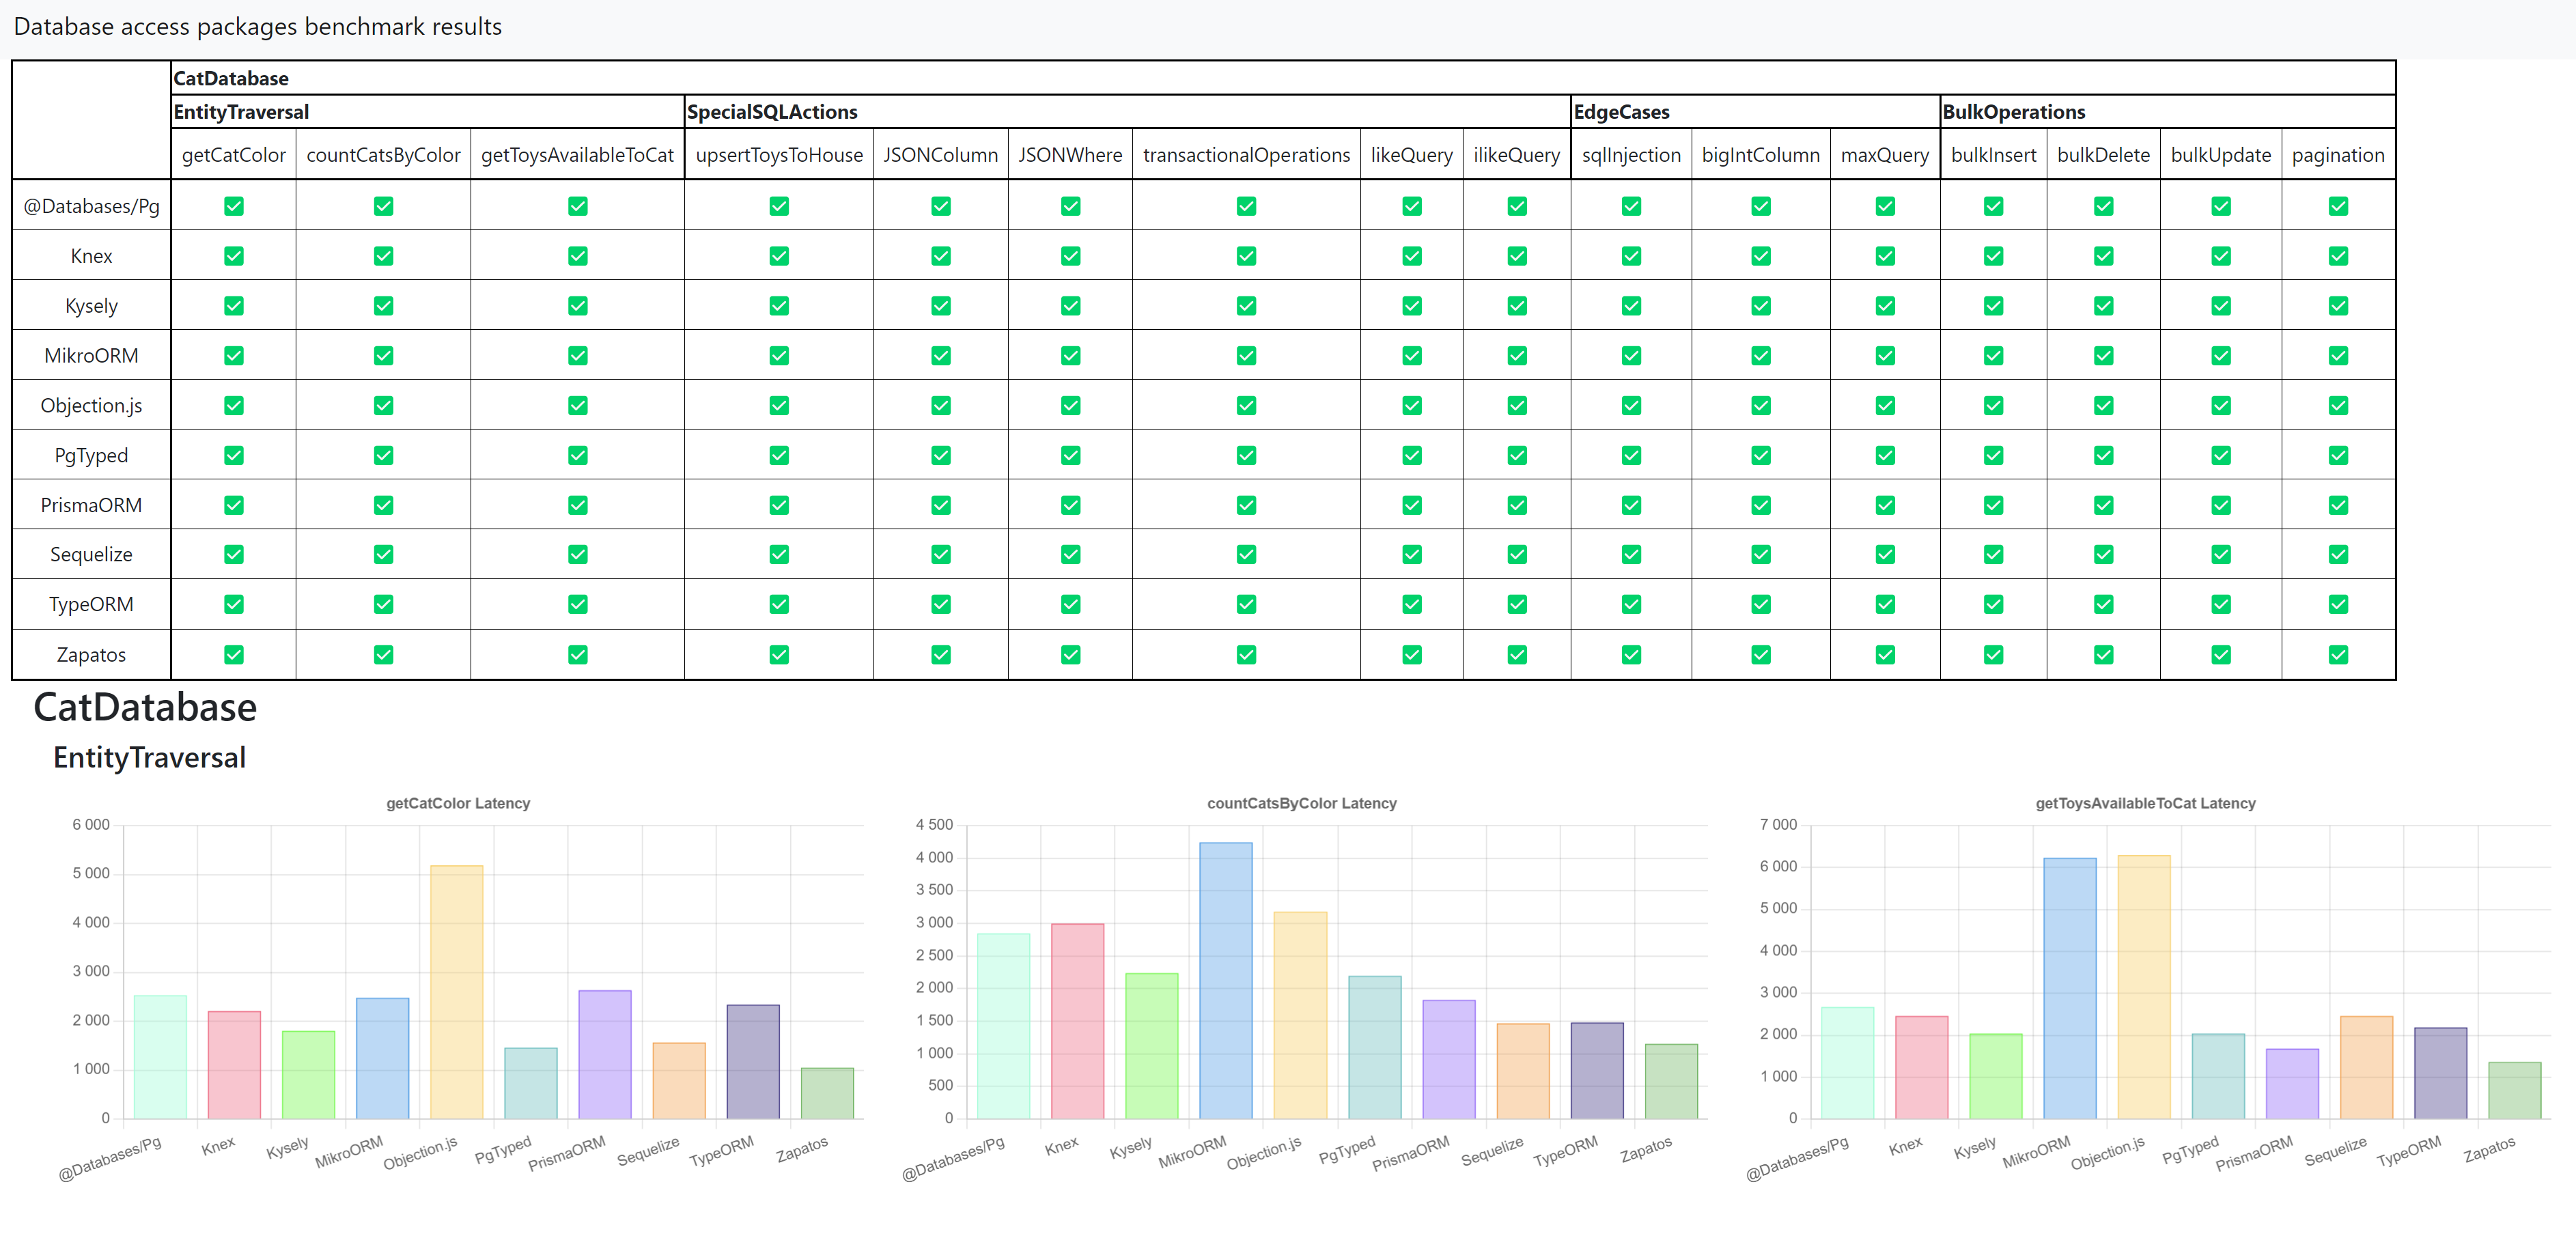 Database access packages benchmark results
CatDatabase
EntityTraversal SpecialSQLActions EdgeCases BulkOperations
getCatColor countCatsByColor getToysAvailableToCat upsertToysToHouse JSONColumn JSONWhere transactionalOperations likeQuery ilikeQuery sqlInjection bigIntColumn maxQuery bulkInsert bulkDelete bulkUpdate pagination
@Databases/Pg
Knex
Kysely
MikroORM
Objection.js
PgTyped
PrismaORM
Sequelize
TypeORM
Zapatos
CatDatabase
EntityTraversal
getCatColor Latency
6 000
5 000
4 000
3 000
2 000
1 000
0
@Databases/Pg Knex Kysely MikroORM Objection.js PgTyped PrismaORM Sequelize TypeORM Zapatos
countCatsByColor Latency
4 500
4 000
3 500
3 000
2 500
2 000
1 500
1 000
500
0
@Databases/Pg Knex Kysely MikroORM Objection.js PgTyped PrismaORM Sequelize TypeORM Zapatos
getToysAvailableToCat Latency
7 000
6 000
5 000
4 000
3 000
2 000
1 000
0
@Databases/Pg Knex Kysely MikroORM Objection.js PgTyped PrismaORM Sequelize TypeORM Zapatos